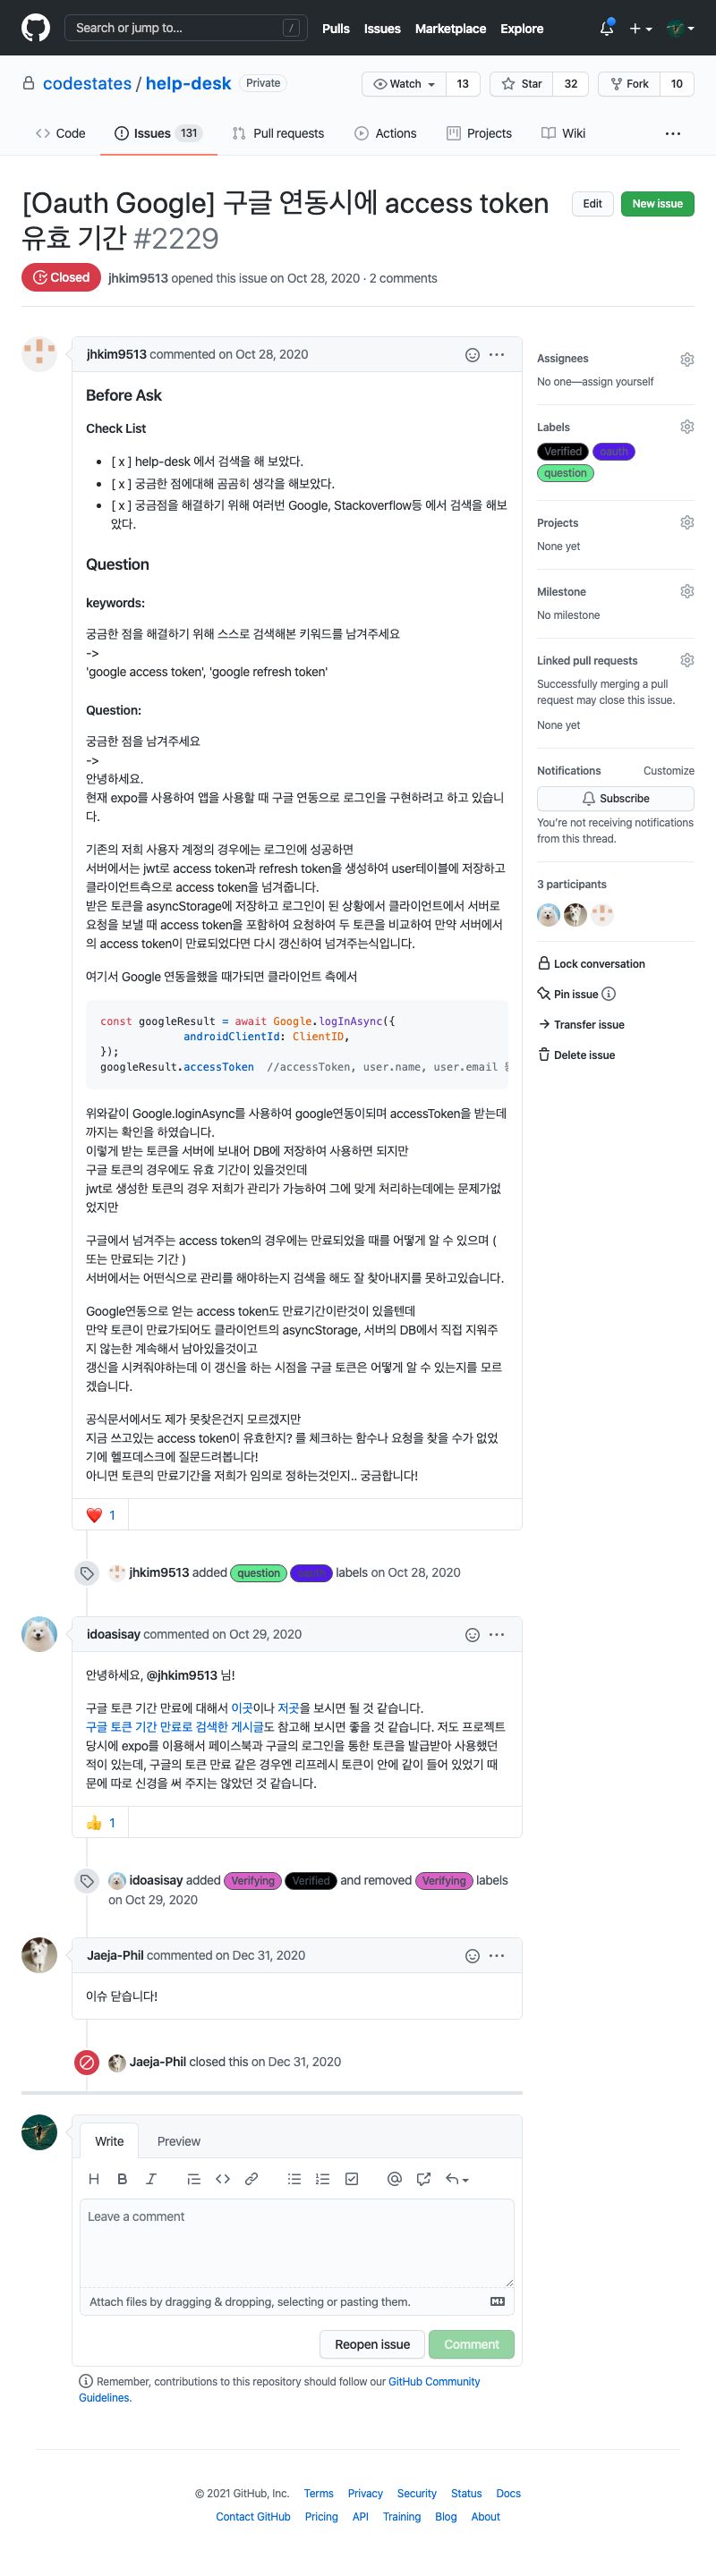 Search or jump to... /
Pulls Issues Marketplace Explore
codestates / help-desk Private
Watch 13 Star 32 Fork 10
Code Issues 131 Pull requests Actions Projects Wiki
[Oauth Google] 구글 연동시에 access token
유효 기간 #2229
Edit New issue
Closed jhkim9513 opened this issue on Oct 28, 2020 · 2 comments
jhkim9513 commented on Oct 28, 2020
Before Ask
Check List
• [ x ] help-desk 에서 검색을 해 보았다.
• [ x ] 궁금한 점에대해 곰곰히 생각을 해보았다.
• [ x ] 궁금점을 해결하기 위해 여러번 Google, Stackoverflow등 에서 검색을 해보
았다.
Question
keywords:
궁금한 점을 해결하기 위해 스스로 검색해본 키워드를 남겨주세요
->
'google access token', 'google refresh token'
Question:
궁금한 점을 남겨주세요
->
안녕하세요.
현재 expo를 사용하여 앱을 사용할 때 구글 연동으로 로그인을 구현하려고 하고 있습니
다.
기존의 저희 사용자 계정의 경우에는 로그인에 성공하면
서버에서는 jwt로 access token과 refresh token을 생성하여 user테이블에 저장하고
클라이언트측으로 access token을 넘겨줍니다.
받은 토큰을 asyncStorage에 저장하고 로그인이 된 상황에서 클라이언트에서 서버로
요청을 보낼 때 access token을 포함하여 요청하여 두 토큰을 비교하여 만약 서버에서
의 access token이 만료되었다면 다시 갱신하여 넘겨주는식입니다.
여기서 Google 연동을했을 때가되면 클라이언트 측에서
const googleResult = await Google.logInAsync({
androidClientId: ClientID,
});
googleResult.accessToken //accessToken, user.name, user.email
위와같이 Google.loginAsync를 사용하여 google연동이되며 accessToken을 받는데
까지는 확인을 하였습니다.
이렇게 받는 토큰을 서버에 보내어 DB에 저장하여 사용하면 되지만
구글 토큰의 경우에도 유효 기간이 있을것인데
jwt로 생성한 토큰의 경우 저희가 관리가 가능하여 그에 맞게 처리하는데에는 문제가없
었지만
구글에서 넘겨주는 access token의 경우에는 만료되었을 때를 어떻게 알 수 있으며 (
또는 만료되는 기간 )
서버에서는 어떤식으로 관리를 해야하는지 검색을 해도 잘 찾아내지를 못하고있습니다.
Google연동으로 얻는 access token도 만료기간이란것이 있을텐데
만약 토큰이 만료가되어도 클라이언트의 asyncStorage, 서버의 DB에서 직접 지워주
지 않는한 계속해서 남아있을것이고
갱신을 시켜줘야하는데 이 갱신을 하는 시점을 구글 토큰은 어떻게 알 수 있는지를 모르
겠습니다.
공식문서에서도 제가 못찾은건지 모르겠지만
지금 쓰고있는 access token이 유효한지? 를 체크하는 함수나 요청을 찾을 수가 없었
기에 헬프데스크에 질문드려봅니다!
아니면 토큰의 만료기간을 저희가 임의로 정하는것인지.. 궁금합니다!
❤️ 1
Assignees
No one—assign yourself
Labels
Verified oauth
question
Projects
None yet
Milestone
No milestone
Linked pull requests
Successfully merging a pull
request may close this issue.
None yet
Notifications Customize
Subscribe
You're not receiving notifications
from this thread.
3 participants
Lock conversation
Pin issue
Transfer issue
Delete issue
jhkim9513 added question oauth labels on Oct 28, 2020
idoasisay commented on Oct 29, 2020
안녕하세요, @jhkim9513 님!
구글 토큰 기간 만료에 대해서 이곳이나 저곳을 보시면 될 것 같습니다.
구글 토큰 기간 만료로 검색한 게시글도 참고해 보시면 좋을 것 같습니다. 저도 프로젝트
당시에 expo를 이용해서 페이스북과 구글의 로그인을 통한 토큰을 발급받아 사용했던
적이 있는데, 구글의 토큰 만료 같은 경우엔 리프레시 토큰이 안에 같이 들어 있었기 때
문에 따로 신경을 써 주지는 않았던 것 같습니다.
👍 1
idoasisay added Verifying Verified and removed Verifying labels
on Oct 29, 2020
Jaeja-Phil commented on Dec 31, 2020
이슈 닫습니다!
Jaeja-Phil closed this on Dec 31, 2020
Write Preview
Leave a comment
Attach files by dragging & dropping, selecting or pasting them.
Reopen issue Comment
Remember, contributions to this repository should follow our GitHub Community
Guidelines.
© 2021 GitHub, Inc. Terms Privacy Security Status Docs
Contact GitHub Pricing API Training Blog About